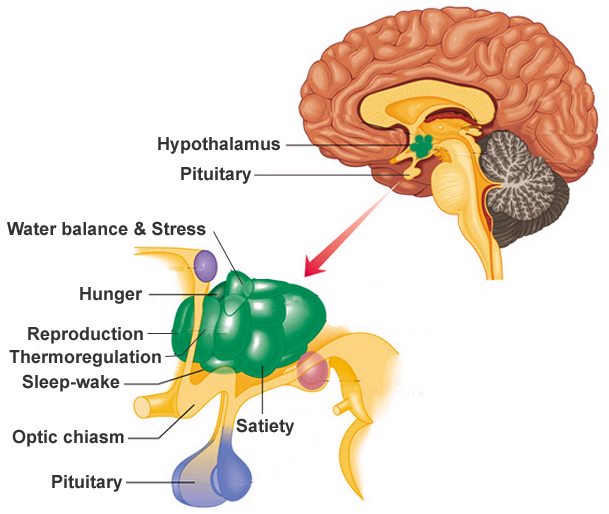 Hypothalamus
Pituitary
Water balance & Stress
Hunger
Reproduction
Thermoregulation
Sleep-wake
Satiety
Optic chiasm
Pituitary